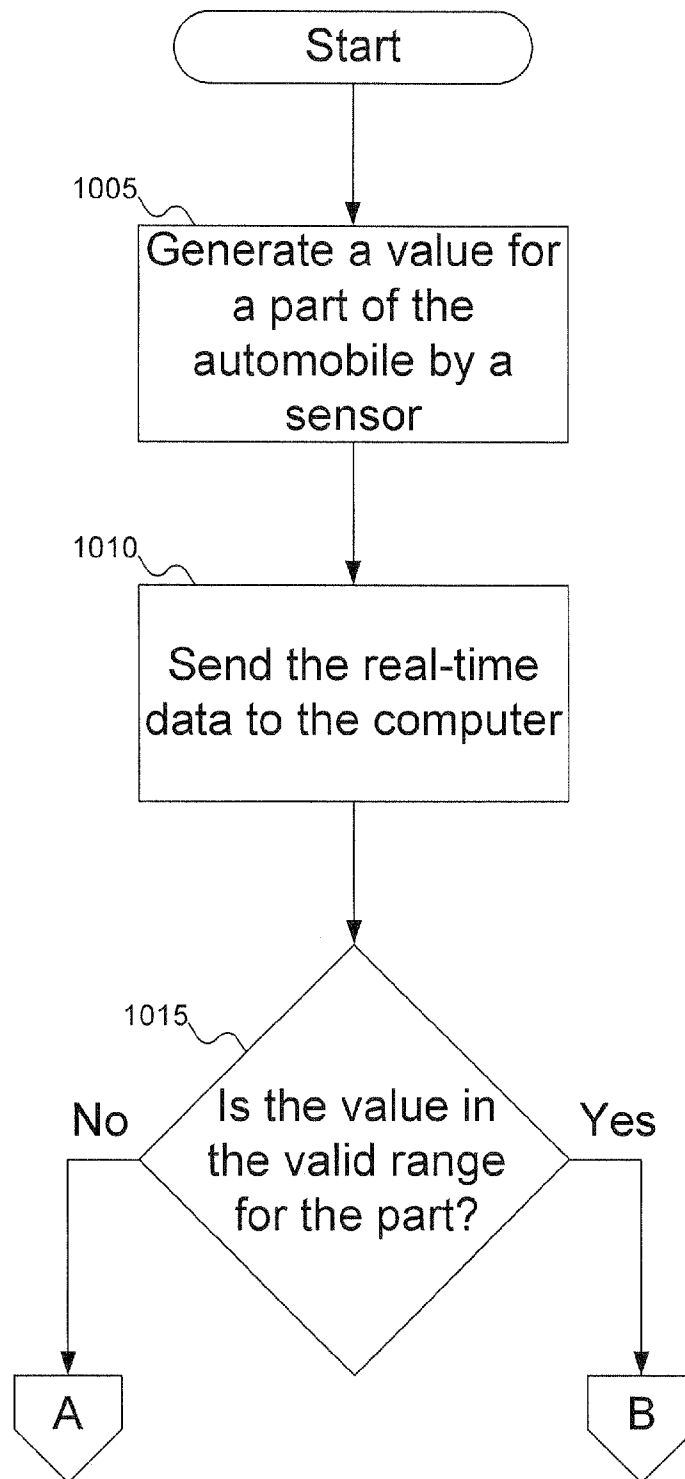 Start
1005
Generate a value for
a part of the
automobile by a
sensor
1010
Send the real-time
data to the computer
1015
Is the value in
the valid range
for the part?
No
Yes
A
B